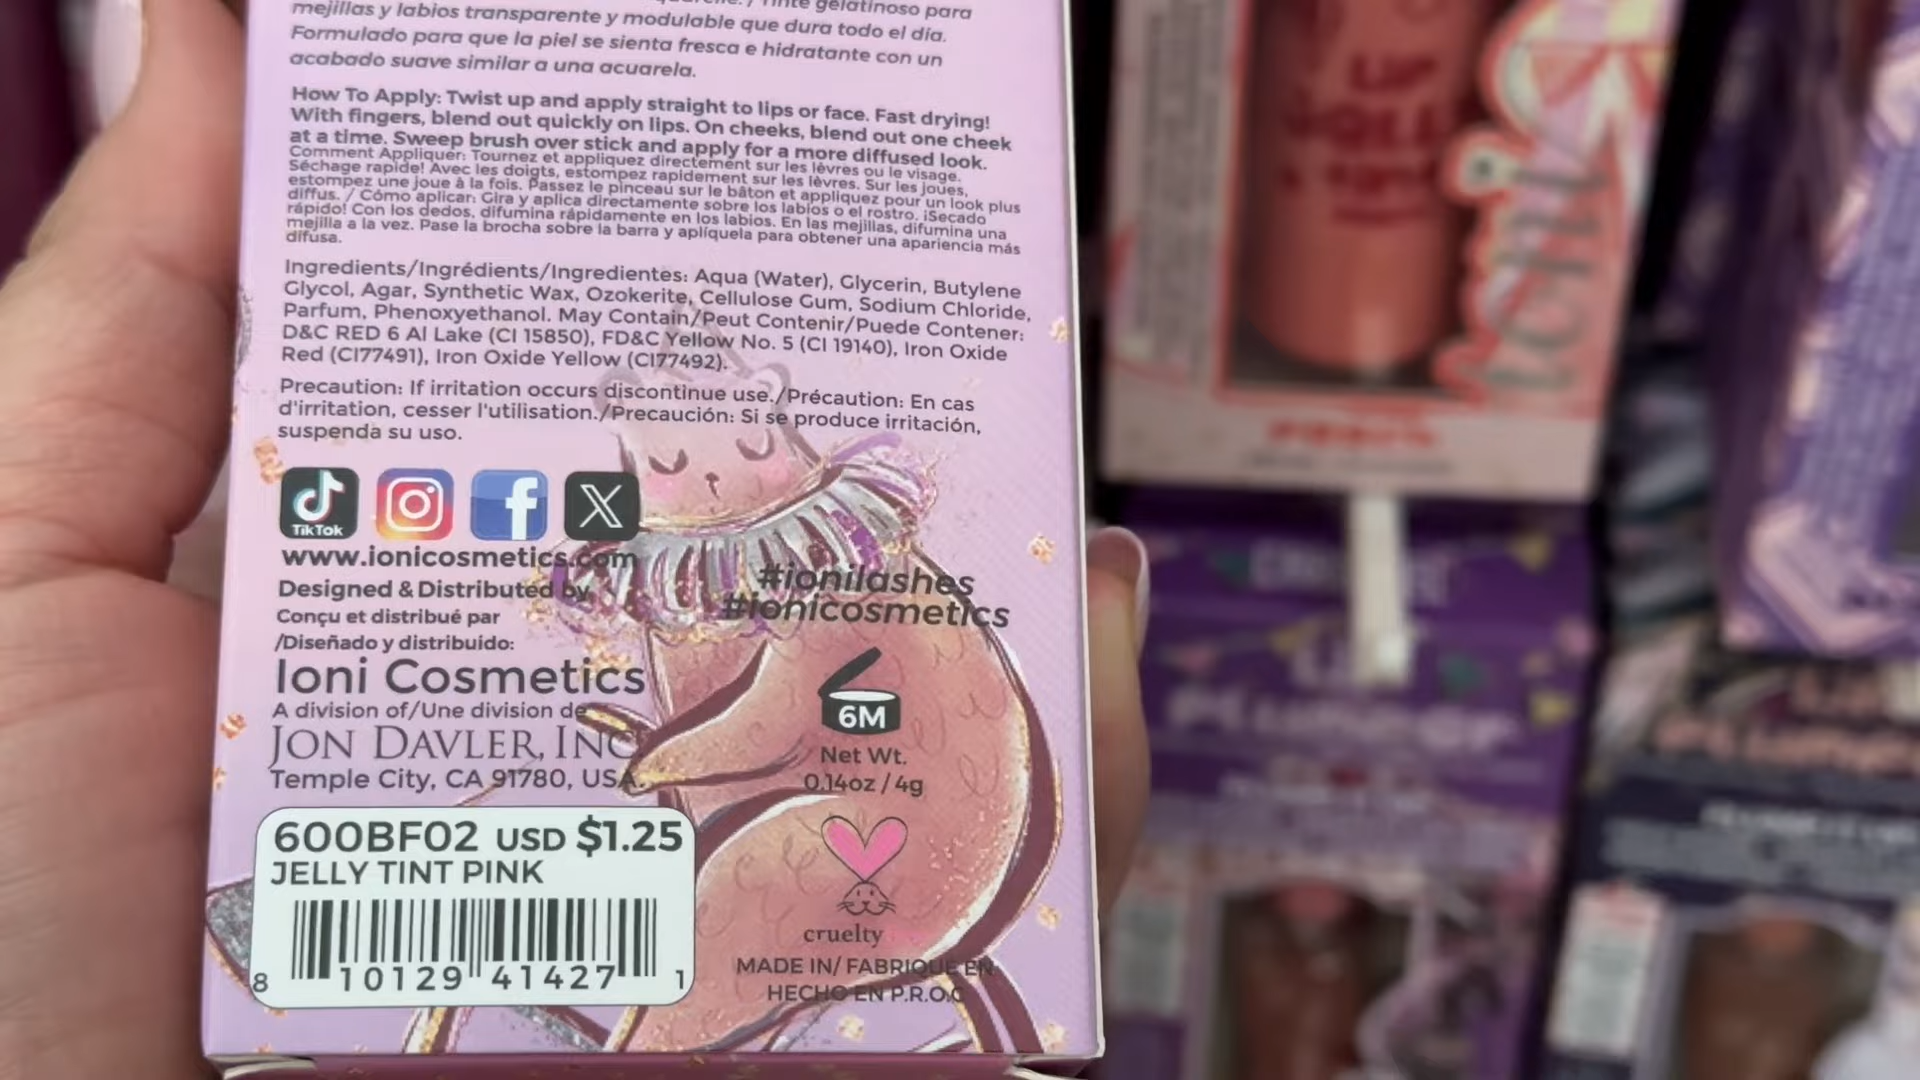 Tinte gelatinoso para
mejillas y labios transparente y modulable que dura todo el día.
Formulado para que la piel se sienta fresca e hidratante con un
acabado suave similar a una acuarela.
How To Apply: Twist up and apply straight to lips or face. Fast drying!
With fingers, blend out quickly on lips. On cheeks, blend out one cheek
at a time. Sweep brush over stick and apply for a more diffused look.
Comment Appliquer: Tournez et appliquez directement sur les lèvres ou le visage.
Séchage rapide! Avec les doigts, estompez rapidement sur les lèvres. Sur les joues,
estompez une joue à la fois. Passez le pinceau sur le bâton et appliquez pour un look plus
diffus. / Cómo aplicar: Gira y aplica directamente sobre los labios o el rostro. ¡Secado
rápido! Con los dedos, difumina rápidamente en los labios. En las mejillas, difumina una
mejilla a la vez. Pase la brocha sobre la barra y aplíquela para obtener una apariencia más
difusa.
Ingredients/Ingrédients/Ingredientes: Aqua (Water), Glycerin, Butylene
Glycol, Agar, Synthetic Wax, Ozokerite, Cellulose Gum, Sodium Chloride,
Parfum, Phenoxyethanol. May Contain/Peut Contenir/Puede Contener:
D&C RED 6 Al Lake (CI 15850), FD&C Yellow No. 5 (CI 19140), Iron Oxide
Red (CI77491), Iron Oxide Yellow (CI77492).
Precaution: If irritation occurs discontinue use./Précaution: En cas
d'irritation, cesser l'utilisation./Precaución: Si se produce irritación,
suspenda su uso.
TikTok
www.ionicosmetics.com
Designed & Distributed by
Conçu et distribué par
/Diseñado y distribuido:
Ioni Cosmetics
A division of/Une division de
JON DAVLER, INC
Temple City, CA 91780, USA.
#ionilashes
#ionicosmetics
6M
Net Wt.
0.14oz / 4g
cruelty
MADE IN/ FABRIQUE EN
HECHO EN P.R.O.C
600BF02 USD $1.25
JELLY TINT PINK
8 10129 41427 1
LIP